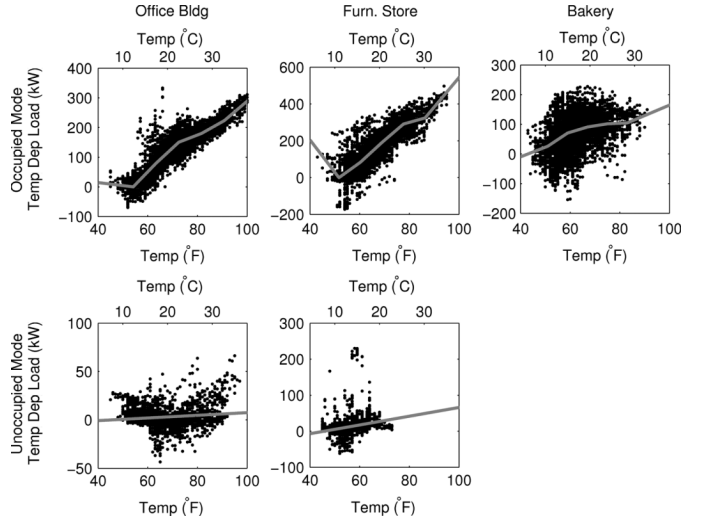 Office Bldg
Furn. Store
Bakery
Temp (°C)
Temp (°C)
Temp (°C)
10 20 30
10 20 30
10 20 30
Occupied Mode
Temp Dep Load (kW)
400
300
200
100
0
−100
600
400
200
0
−200
300
200
100
0
−100
−200
40 60 80 100
40 60 80 100
40 60 80 100
Temp (°F)
Temp (°F)
Temp (°F)
Temp (°C)
Temp (°C)
10 20 30
10 20 30
Unoccupied Mode
Temp Dep Load (kW)
100
50
0
−50
300
200
100
0
−100
40 60 80 100
40 60 80 100
Temp (°F)
Temp (°F)